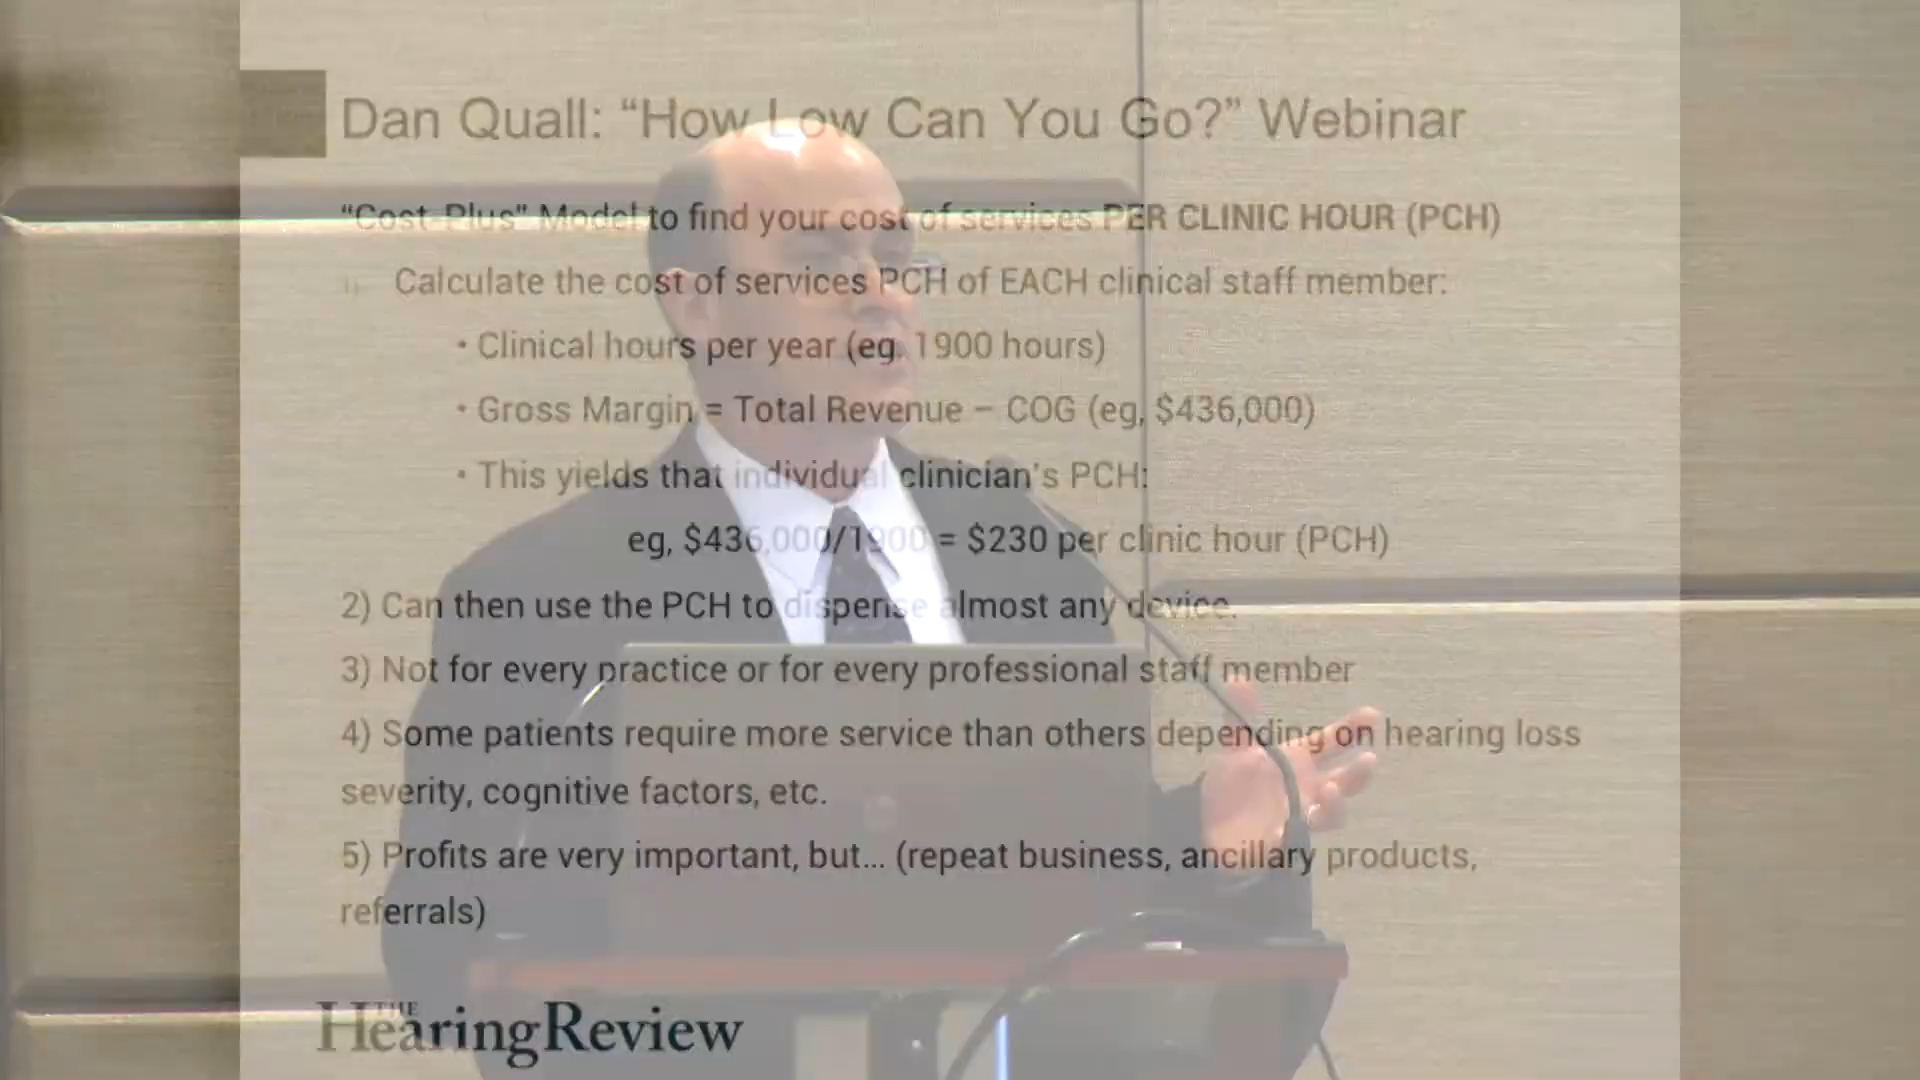 Dan Quall: “How Low Can You Go?” Webinar
“Cost-Plus" Model to find your cost of services PER CLINIC HOUR (PCH)
Calculate the cost of services PCH of EACH clinical staff member:
• Clinical hours per year (eg. 1900 hours)
• Gross Margin = Total Revenue – COG (eg, $436,000)
• This yields that individual clinician's PCH:
eg, $436,000/1900 = $230 per clinic hour (PCH)
2) Can then use the PCH to dispense almost any device.
3) Not for every practice or for every professional staff member
4) Some patients require more service than others depending on hearing loss
severity, cognitive factors, etc.
5) Profits are very important, but... (repeat business, ancillary products,
referrals)
THE HearingReview